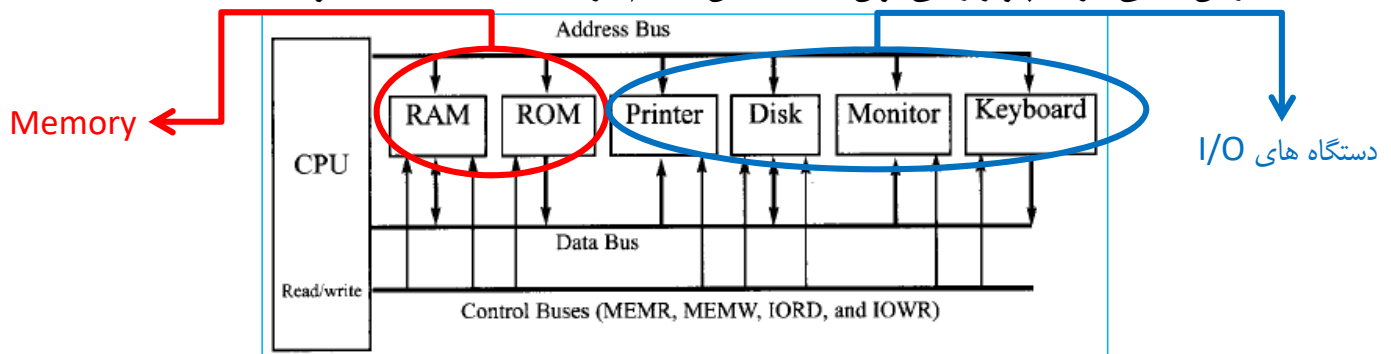 Address Bus
Memory
RAM
ROM
Printer
Disk
Monitor
Keyboard
CPU
دستگاه های I/O
Data Bus
Read/write
Control Buses (MEMR, MEMW, IORD, and IOWR)